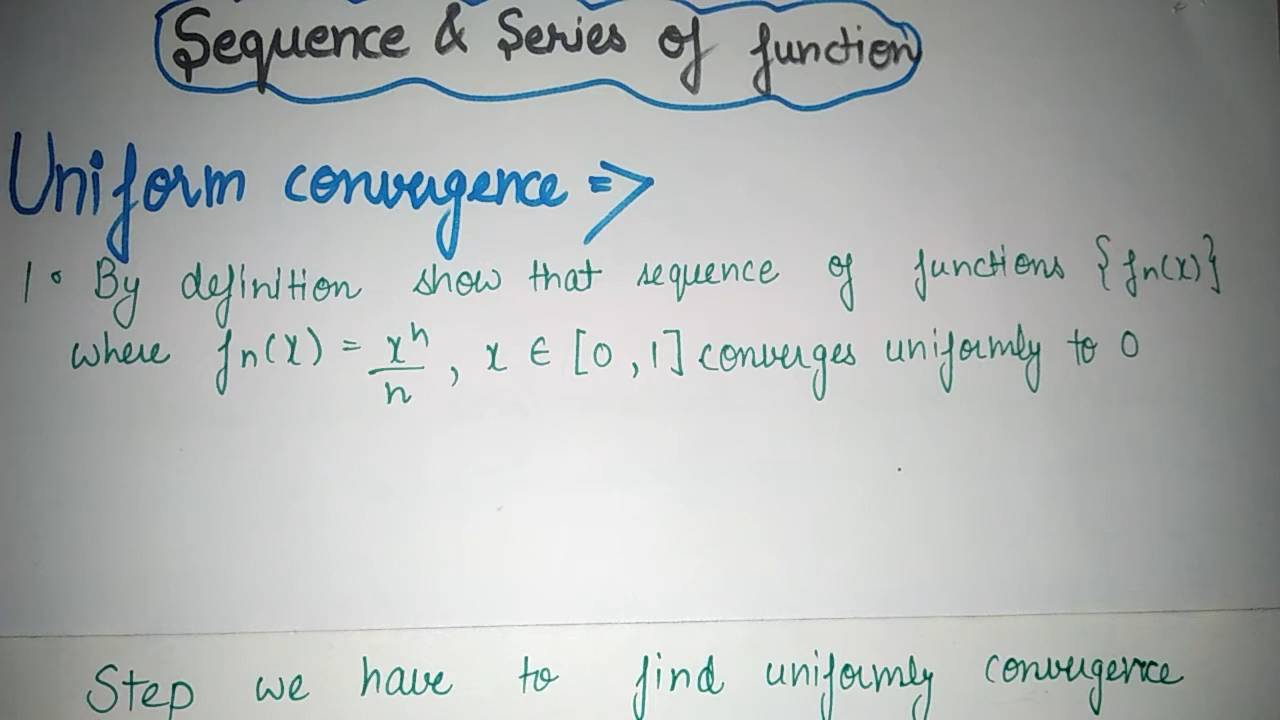 Sequence & Series of function
Uniform convergence =>
1. By definition show that sequence of functions {fn(x)}
where fn(x) = xⁿ/n, x ∈ [0,1] converges uniformly to 0
Step we have to find uniformly convergence